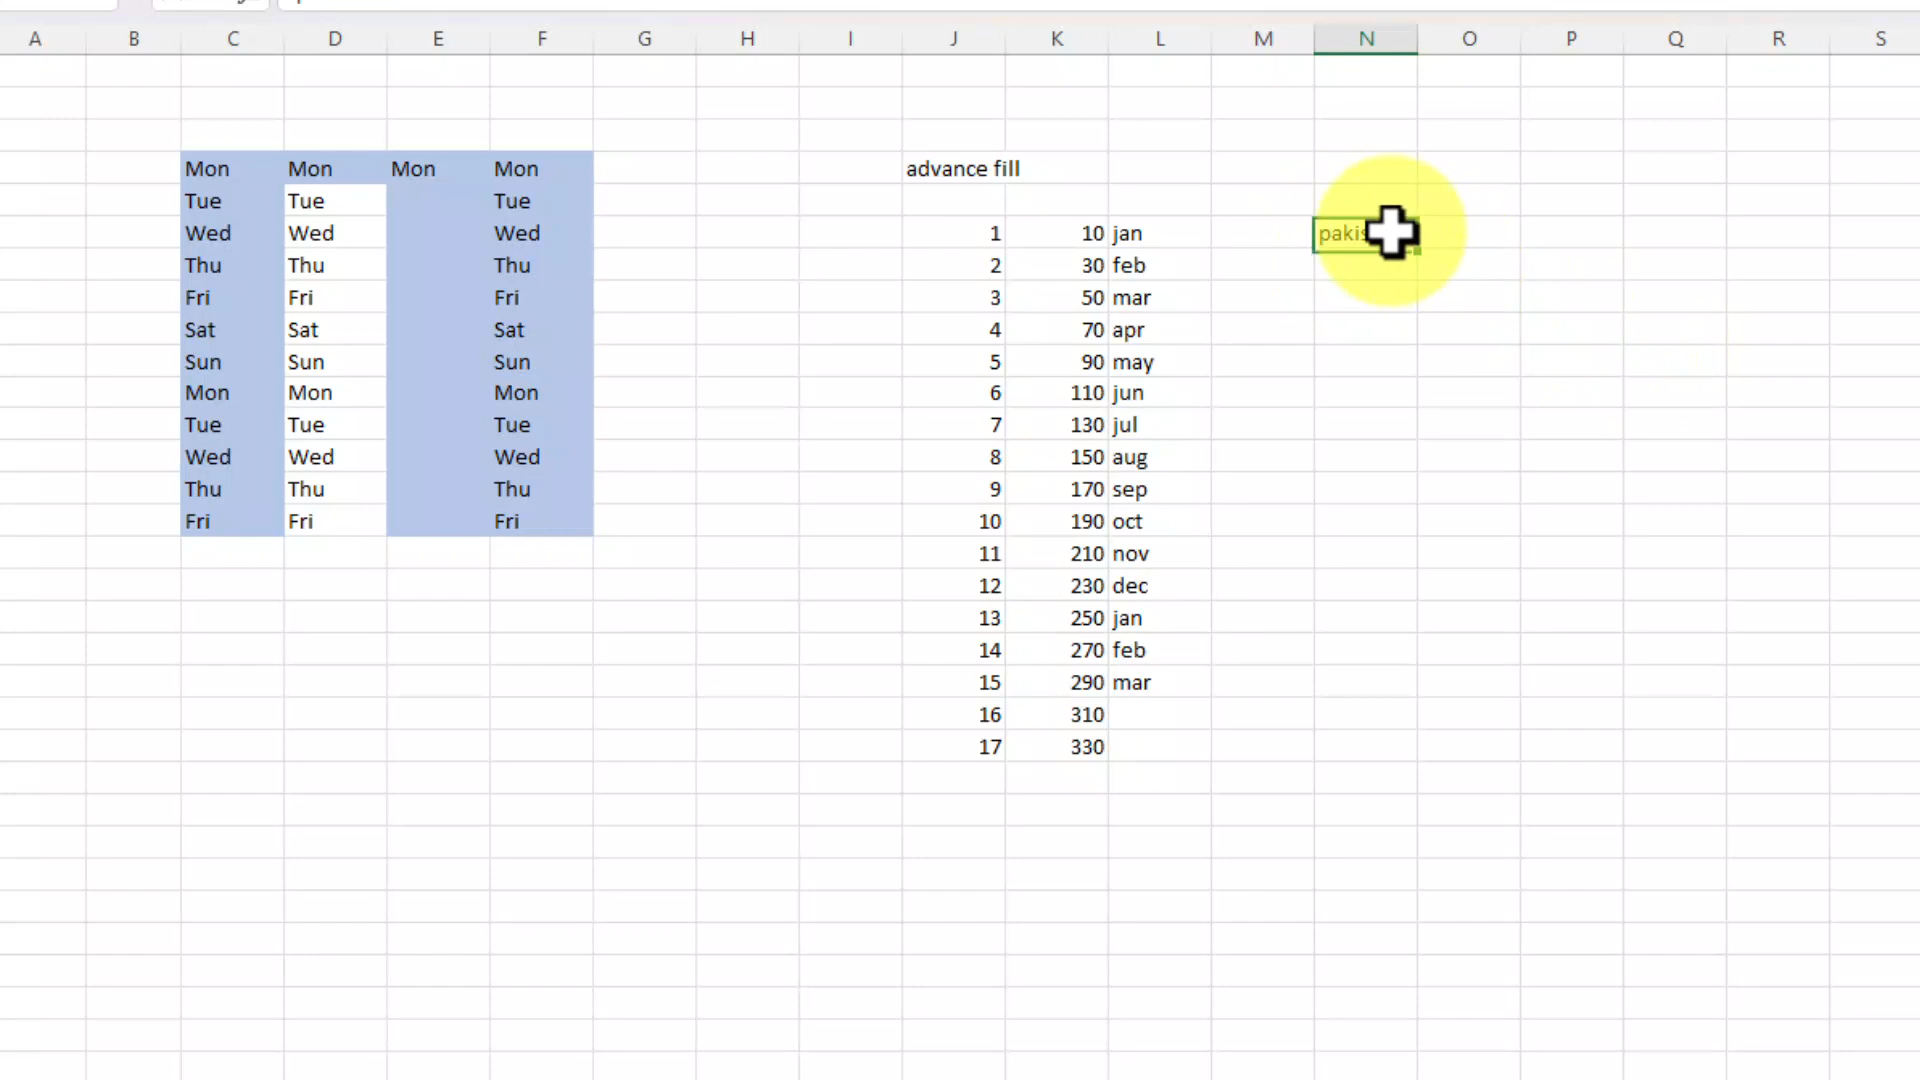 A B C D E F G H I J K L M N O P Q R S
Mon Mon Mon Mon advance fill
Tue Tue Tue
Wed Wed Wed 1 10 jan
Thu Thu Thu 2 30 feb
Fri Fri Fri 3 50 mar
Sat Sat Sat 4 70 apr
Sun Sun Sun 5 90 may
Mon Mon Mon 6 110 jun
Tue Tue Tue 7 130 jul
Wed Wed Wed 8 150 aug
Thu Thu Thu 9 170 sep
Fri Fri Fri 10 190 oct
11 210 nov
12 230 dec
13 250 jan
14 270 feb
15 290 mar
16 310
17 330